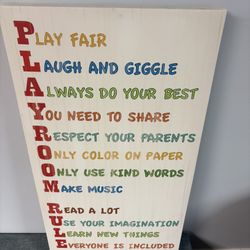 PLAY FAIR
LAUGH AND GIGGLE
ALWAYS DO YOUR BEST
YOU NEED TO SHARE
RESPECT YOUR PARENTS
ONLY COLOR ON PAPER
ONLY USE KIND WORDS
MAKE MUSIC
READ A LOT
USE YOUR IMAGINATION
LEARN NEW THINGS
EVERYONE IS INCLUDED